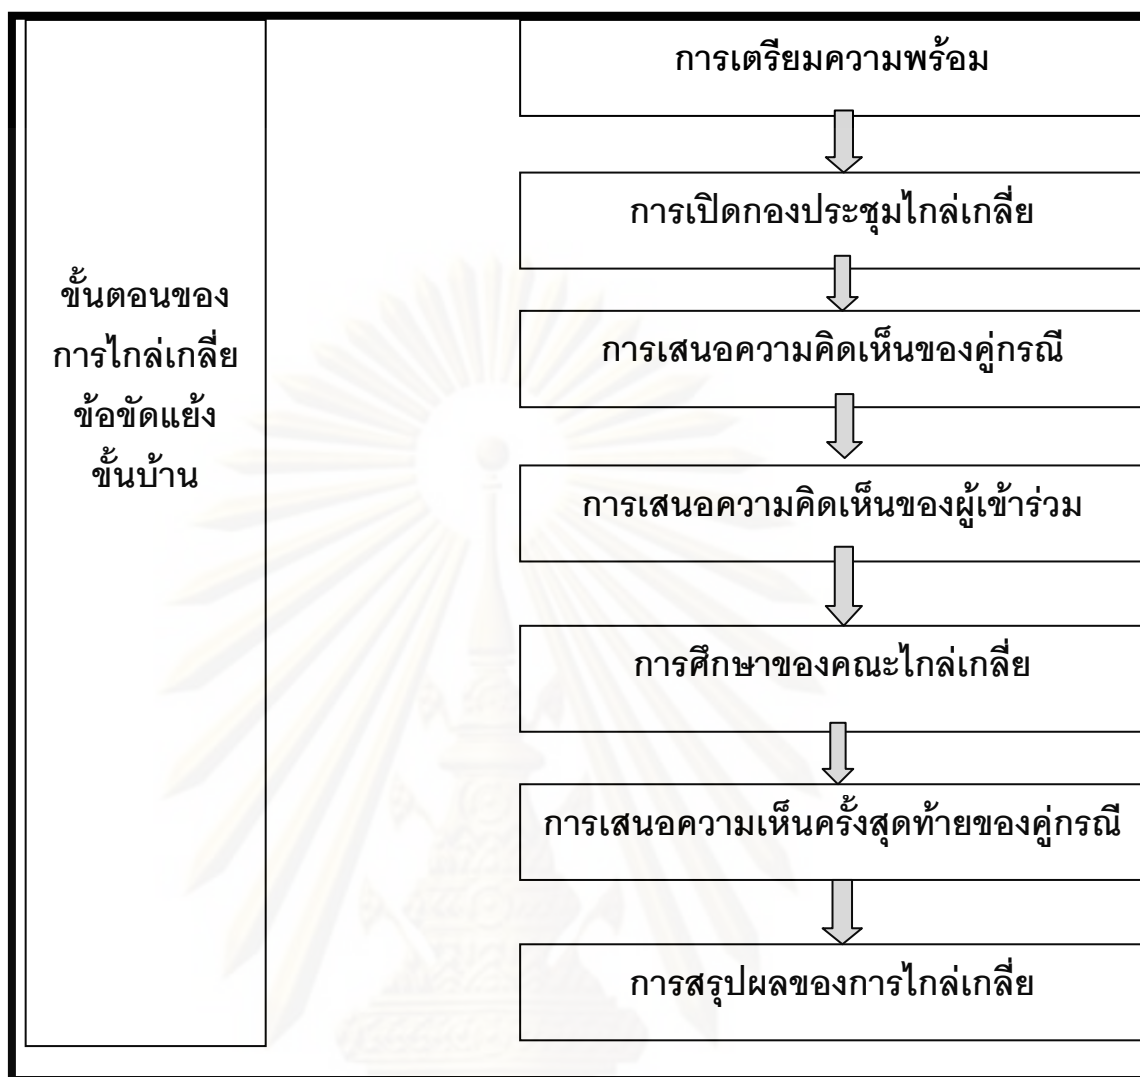 ขั้นตอนของ
การไกล่เกลี่ย
ข้อขัดแย้ง
ขั้นบ้าน
การเตรียมความพร้อม
การเปิดกองประชุมไกล่เกลี่ย
การเสนอความคิดเห็นของคู่กรณี
การเสนอความคิดเห็นของผู้เข้าร่วม
การศึกษาของคณะไกล่เกลี่ย
การเสนอความเห็นครั้งสุดท้ายของคู่กรณี
การสรุปผลของการไกล่เกลี่ย